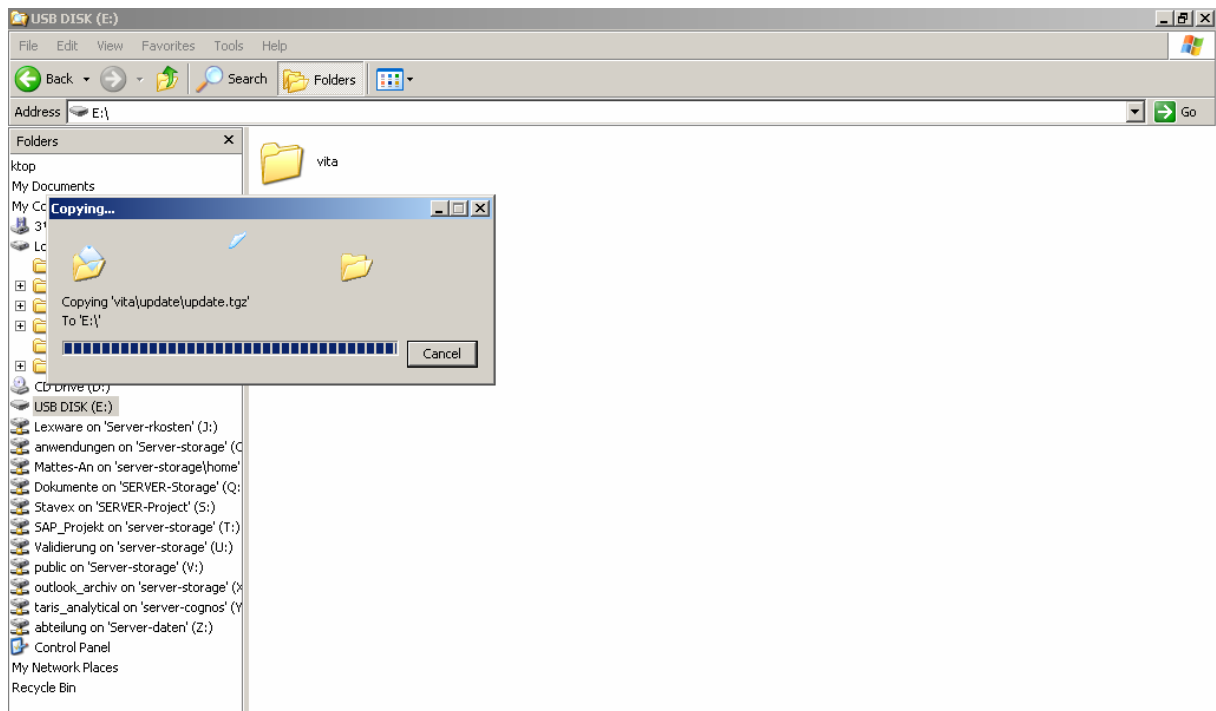 USB DISK (E:)
File Edit View Favorites Tools Help
Back Search Folders
Address E:\ Go
Folders
vita
ktop
My Documents
My Cc
Copying...
3
Lc
Copying 'vita\update\update.tgz'
To 'E:\'
Cancel
CD Drive (D:)
USB DISK (E:)
Lexware on 'Server-rkosten' (J:)
anwendungen on 'Server-storage' (
Mattes-An on 'server-storage\home'
Dokumente on 'SERVER-Storage' (Q:
Stavex on 'SERVER-Project' (S:)
SAP_Projekt on 'server-storage' (T:)
Validierung on 'server-storage' (U:)
public on 'Server-storage' (V:)
outlook_archiv on 'server-storage' (
taris_analytical on 'server-cognos' (Y
abteilung on 'Server-daten' (Z:)
Control Panel
My Network Places
Recycle Bin